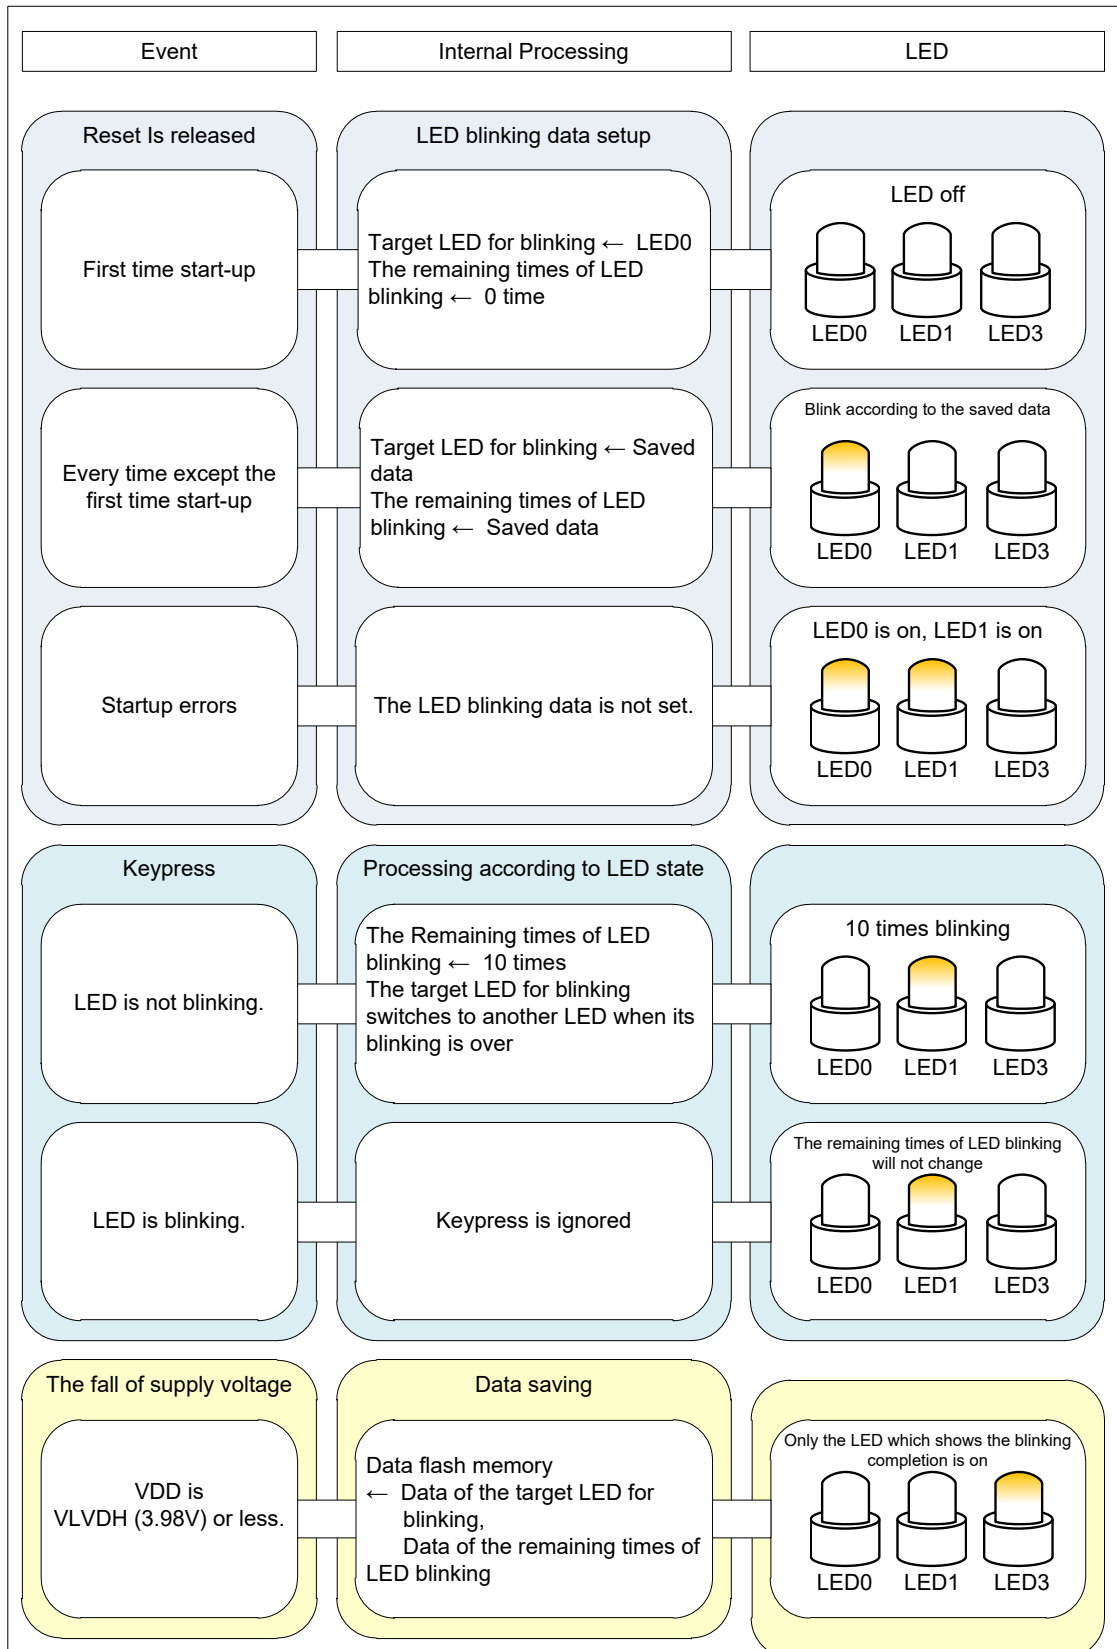 Event
Internal Processing
LED
Reset Is released
LED blinking data setup
First time start-up
Target LED for blinking ← LED0
The remaining times of LED
blinking ← 0 time
LED off
LED0 LED1 LED3
Every time except the
first time start-up
Target LED for blinking ← Saved
data
The remaining times of LED
blinking ← Saved data
Blink according to the saved data
LED0 LED1 LED3
Startup errors
The LED blinking data is not set.
LED0 is on, LED1 is on
LED0 LED1 LED3
Keypress
Processing according to LED state
LED is not blinking.
The Remaining times of LED
blinking ← 10 times
The target LED for blinking
switches to another LED when its
blinking is over
10 times blinking
LED0 LED1 LED3
LED is blinking.
Keypress is ignored
The remaining times of LED blinking
will not change
LED0 LED1 LED3
The fall of supply voltage
Data saving
VDD is
VLVDH (3.98V) or less.
Data flash memory
← Data of the target LED for
blinking,
Data of the remaining times of
LED blinking
Only the LED which shows the blinking
completion is on
LED0 LED1 LED3